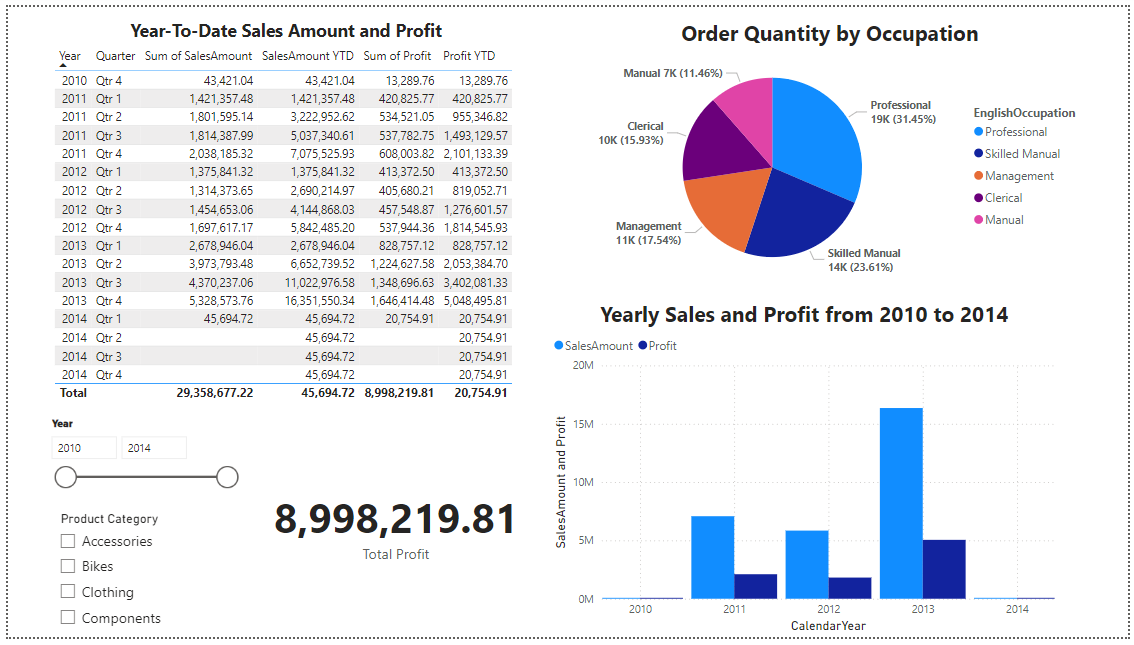 Year-To-Date Sales Amount and Profit
Year Quarter Sum of SalesAmount SalesAmount YTD Sum of Profit Profit YTD
2010 Qtr 4 43,421.04 43,421.04 13,289.76 13,289.76
2011 Qtr 1 1,421,357.48 1,421,357.48 420,825.77 420,825.77
2011 Qtr 2 1,801,595.14 3,222,952.62 534,521.05 955,346.82
2011 Qtr 3 1,814,387.99 5,037,340.61 537,782.75 1,493,129.57
2011 Qtr 4 2,038,185.32 7,075,525.93 608,003.82 2,101,133.39
2012 Qtr 1 1,375,841.32 1,375,841.32 413,372.50 413,372.50
2012 Qtr 2 1,314,373.65 2,690,214.97 405,680.21 819,052.71
2012 Qtr 3 1,454,653.06 4,144,868.03 457,548.87 1,276,601.57
2012 Qtr 4 1,697,617.17 5,842,485.20 537,944.36 1,814,545.93
2013 Qtr 1 2,678,946.04 2,678,946.04 828,757.12 828,757.12
2013 Qtr 2 3,973,793.48 6,652,739.52 1,224,627.58 2,053,384.70
2013 Qtr 3 4,370,237.06 11,022,976.58 1,348,696.63 3,402,081.33
2013 Qtr 4 5,328,573.76 16,351,550.34 1,646,414.48 5,048,495.81
2014 Qtr 1 45,694.72 45,694.72 20,754.91 20,754.91
2014 Qtr 2 45,694.72 20,754.91
2014 Qtr 3 45,694.72 20,754.91
2014 Qtr 4 45,694.72 20,754.91
Total 29,358,677.22 45,694.72 8,998,219.81 20,754.91
Year
2010 2014
Product Category
Accessories
Bikes
Clothing
Components
8,998,219.81
Total Profit
Order Quantity by Occupation
Manual 7K (11.46%)
Clerical
10K (15.93%)
Management
11K (17.54%)
Professional
19K (31.45%)
Skilled Manual
14K (23.61%)
EnglishOccupation
Professional
Skilled Manual
Management
Clerical
Manual
Yearly Sales and Profit from 2010 to 2014
SalesAmount Profit
SalesAmount and Profit
20M
15M
10M
5M
0M
2010 2011 2012 2013 2014
CalendarYear